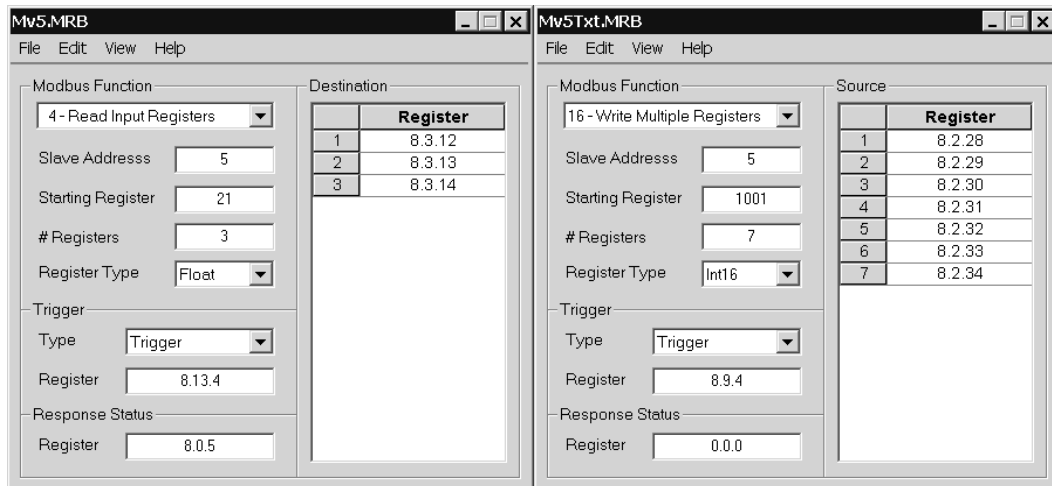 Mv5.MRB
File Edit View Help
Modbus Function
4 - Read Input Registers
Slave Addresss 5
Starting Register 21
# Registers 3
Register Type Float
Trigger
Type Trigger
Register 8.13.4
Response Status
Register 8.0.5
Destination
Register
1 8.3.12
2 8.3.13
3 8.3.14
Mv5Txt.MRB
File Edit View Help
Modbus Function
16 - Write Multiple Registers
Slave Addresss 5
Starting Register 1001
# Registers 7
Register Type Int16
Trigger
Type Trigger
Register 8.9.4
Response Status
Register 0.0.0
Source
Register
1 8.2.28
2 8.2.29
3 8.2.30
4 8.2.31
5 8.2.32
6 8.2.33
7 8.2.34